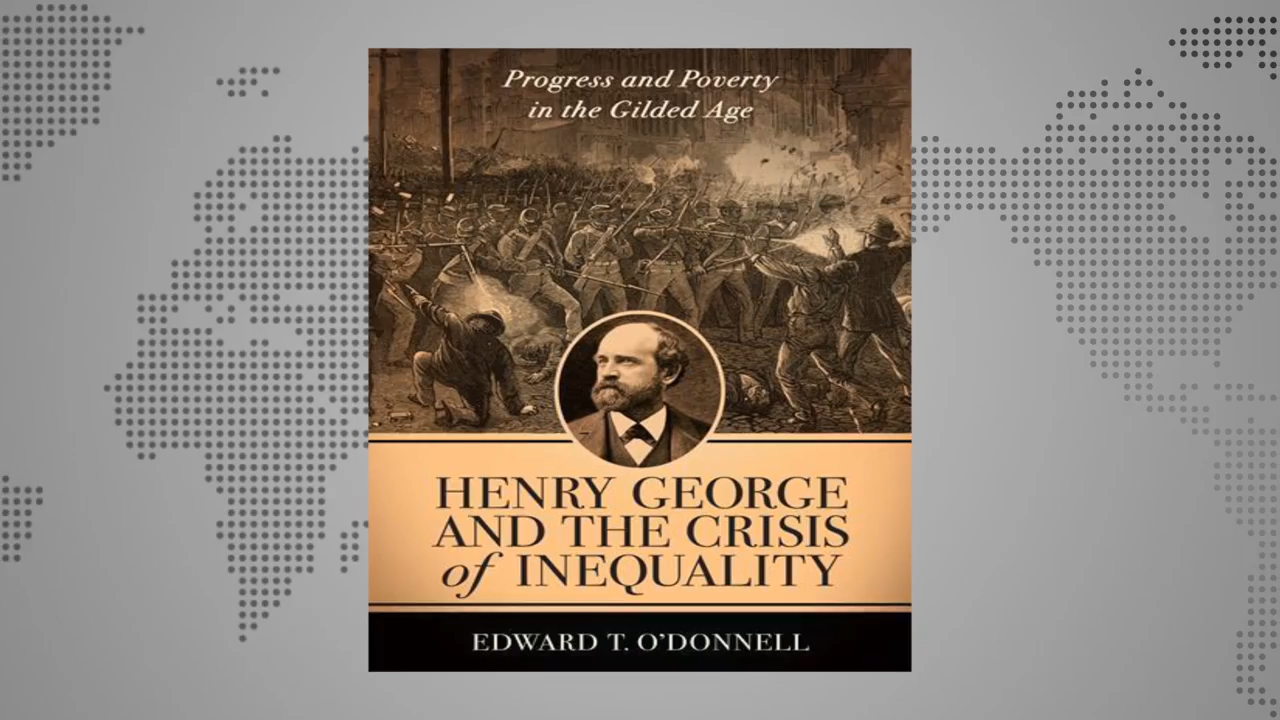 Progress and Poverty
in the Gilded Age
HENRY GEORGE
AND THE CRISIS
of INEQUALITY
EDWARD T. O'DONNELL